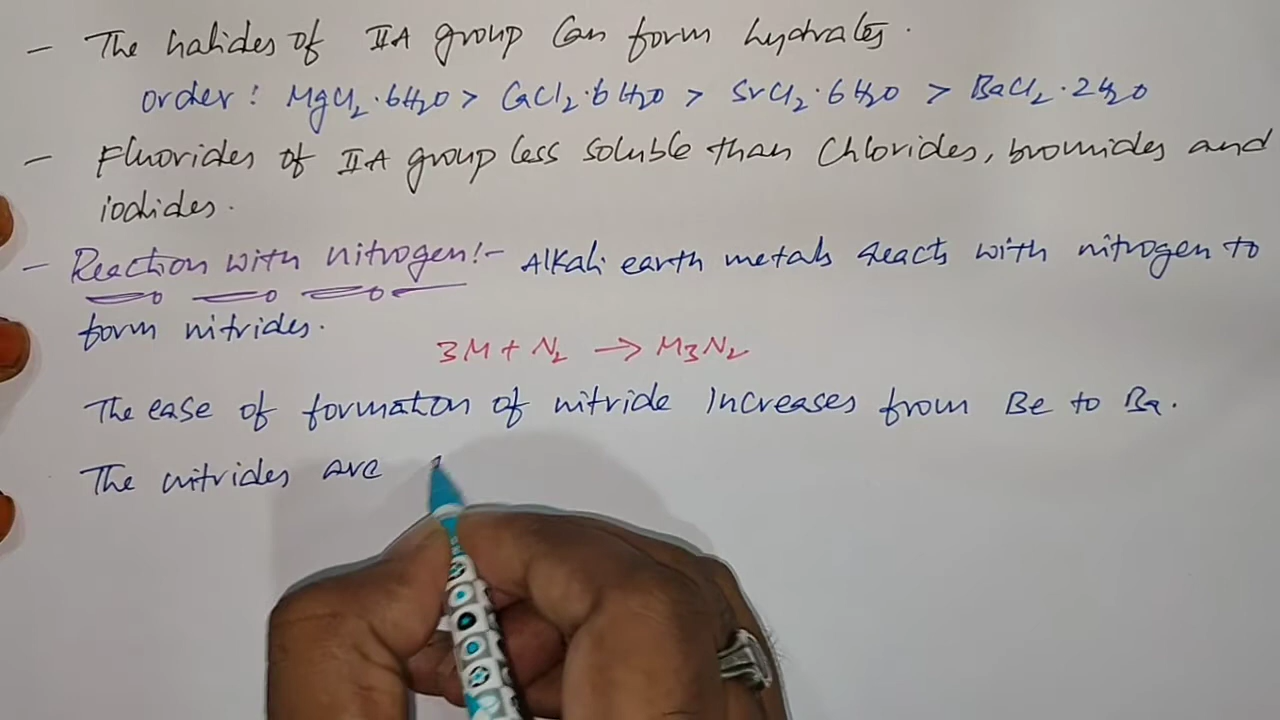 - The halides of IIA group Can form hydrates.
order: MgCl2.6H2O > CaCl2.6H2O > SrCl2.6H2O > BaCl2.2H2O
- Fluorides of IIA group less soluble than Chlorides, bromides and
iodides.
- Reaction with nitrogen:- Alkali earth metals reacts with nitrogen to
form nitrides.
3M + N2 → M3N2
The ease of formation of nitride increases from Be to Ba.
The nitrides are